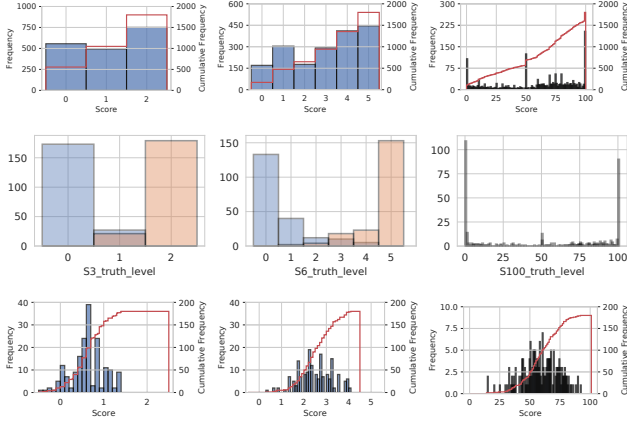 1000 2000 600 2000 300 2000
750 1500 450 1500 225 1500
500 1000 300 1000 150 1000
250 500 150 500 75 500
0 0 0 0 0 0
Frequency Cumulative Frequency Frequency Cumulative Frequency Frequency Cumulative Frequency
0 1 2 0 1 2 3 4 5 0 25 50 75 100
Score Score Score
150 150 100
100 100 75
50 50 50
0 0 25
0
0 1 2 0 1 2 3 4 5 0 25 50 75 100
S3_truth_level S6_truth_level S100_truth_level
40 200 40 200 10.0 200
30 150 30 150 7.5 150
20 100 20 100 5.0 100
10 50 10 50 2.5 50
0 0 0 0 0.0 0
Frequency Cumulative Frequency Frequency Cumulative Frequency Frequency Cumulative Frequency
0 1 2 0 1 2 3 4 5 0 25 50 75 100
Score Score Score